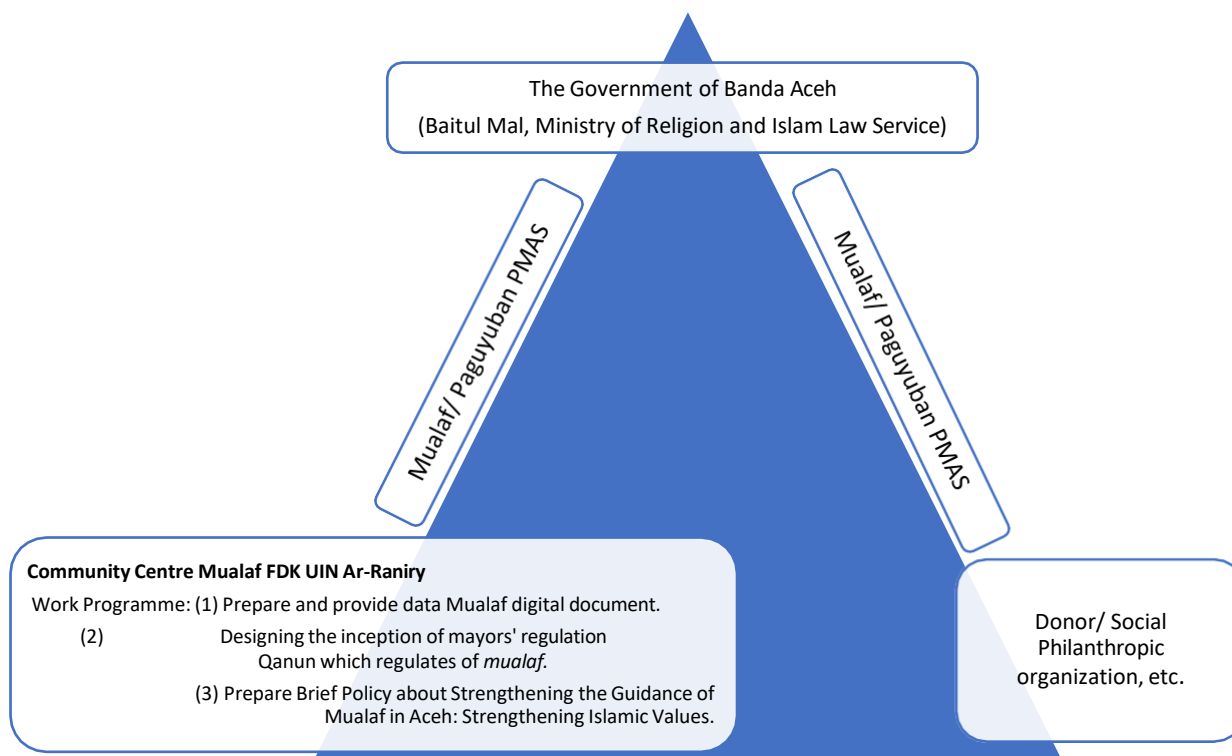 The Government of Banda Aceh
(Baitul Mal, Ministry of Religion and Islam Law Service)
Mualaf/ Paguyuban PMAS
Mualaf/ Paguyuban PMAS
Community Centre Mualaf FDK UIN Ar-Raniry
Work Programme: (1) Prepare and provide data Mualaf digital document.
(2) Designing the inception of mayors' regulation
Qanun which regulates of mualaf.
(3) Prepare Brief Policy about Strengthening the Guidance of
Mualaf in Aceh: Strengthening Islamic Values.
Donor/ Social
Philanthropic
organization, etc.